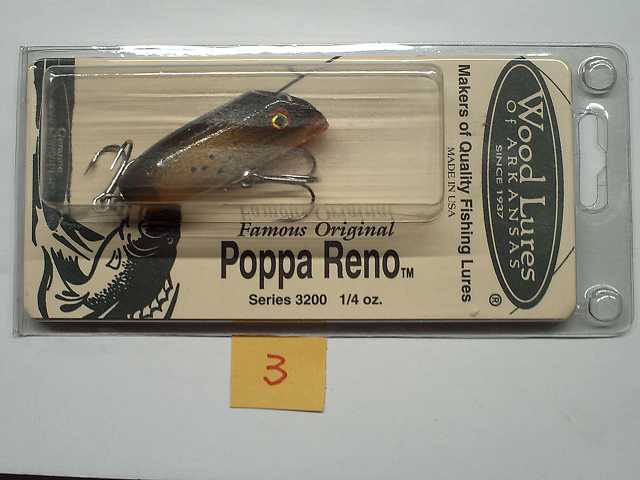 Wood Lures
OF ARKANSAS
SINCE 1937
®
Makers of Quality Fishing Lures
MADE IN USA
Famous Original
Poppa Reno™
Series 3200 1/4 oz.
3